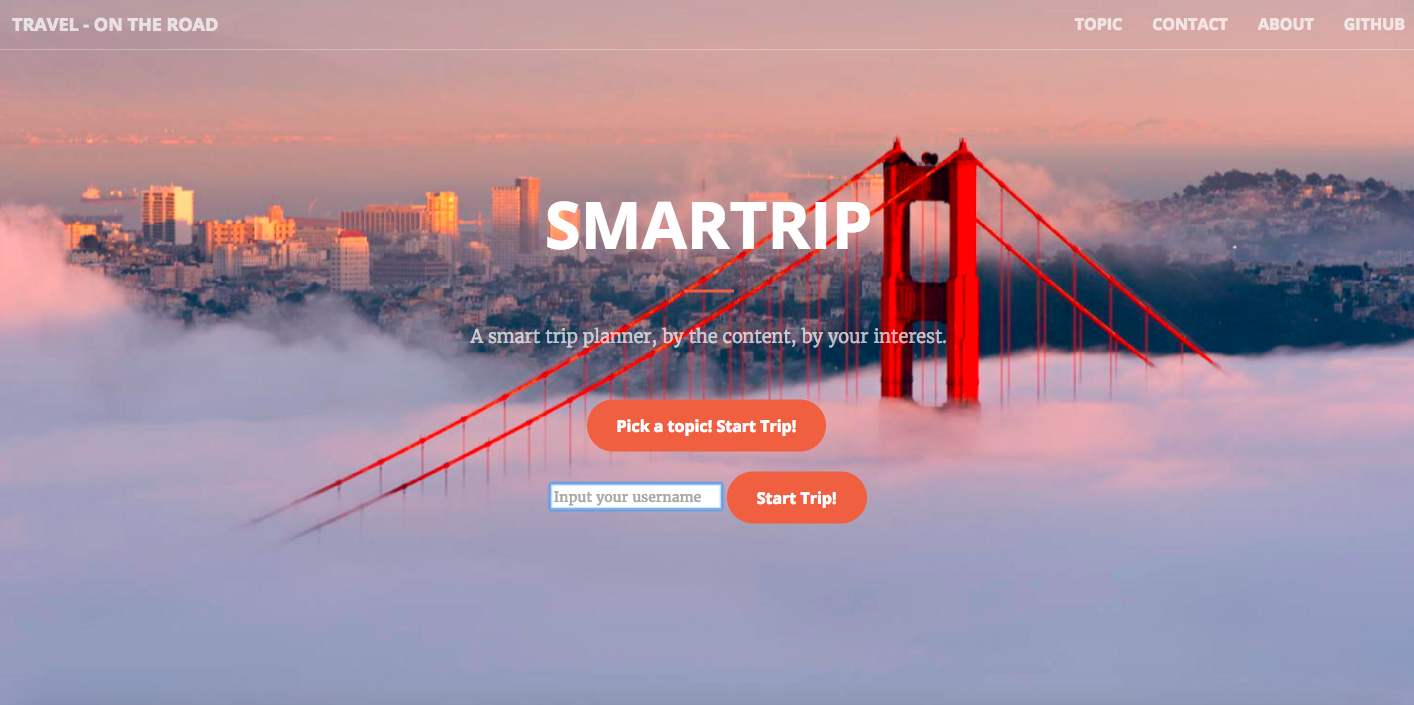 TRAVEL - ON THE ROAD
TOPIC
CONTACT
ABOUT
GITHUB
SMARTRIP
A smart trip planner, by the content, by your interest.
Pick a topic! Start Trip!
Input your username
Start Trip!